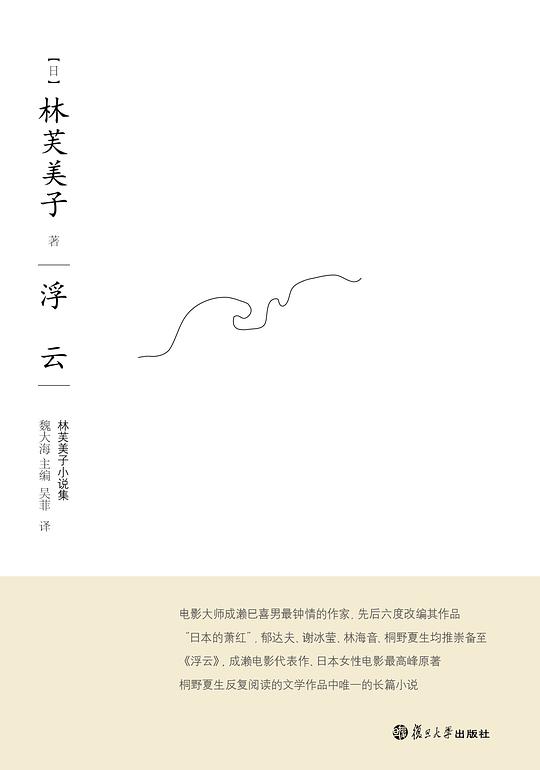 【日】
林芙美子
著
浮云
林芙美子小说集
魏大海 主编 吴菲 译
电影大师成濑巳喜男最钟情的作家，先后六度改编其作品
“日本的萧红”，郁达夫、谢冰莹、林海音、桐野夏生均推崇备至
《浮云》，成濑电影代表作、日本女性电影最高峰原著
桐野夏生反复阅读的文学作品中唯一的长篇小说
復旦大學出版社